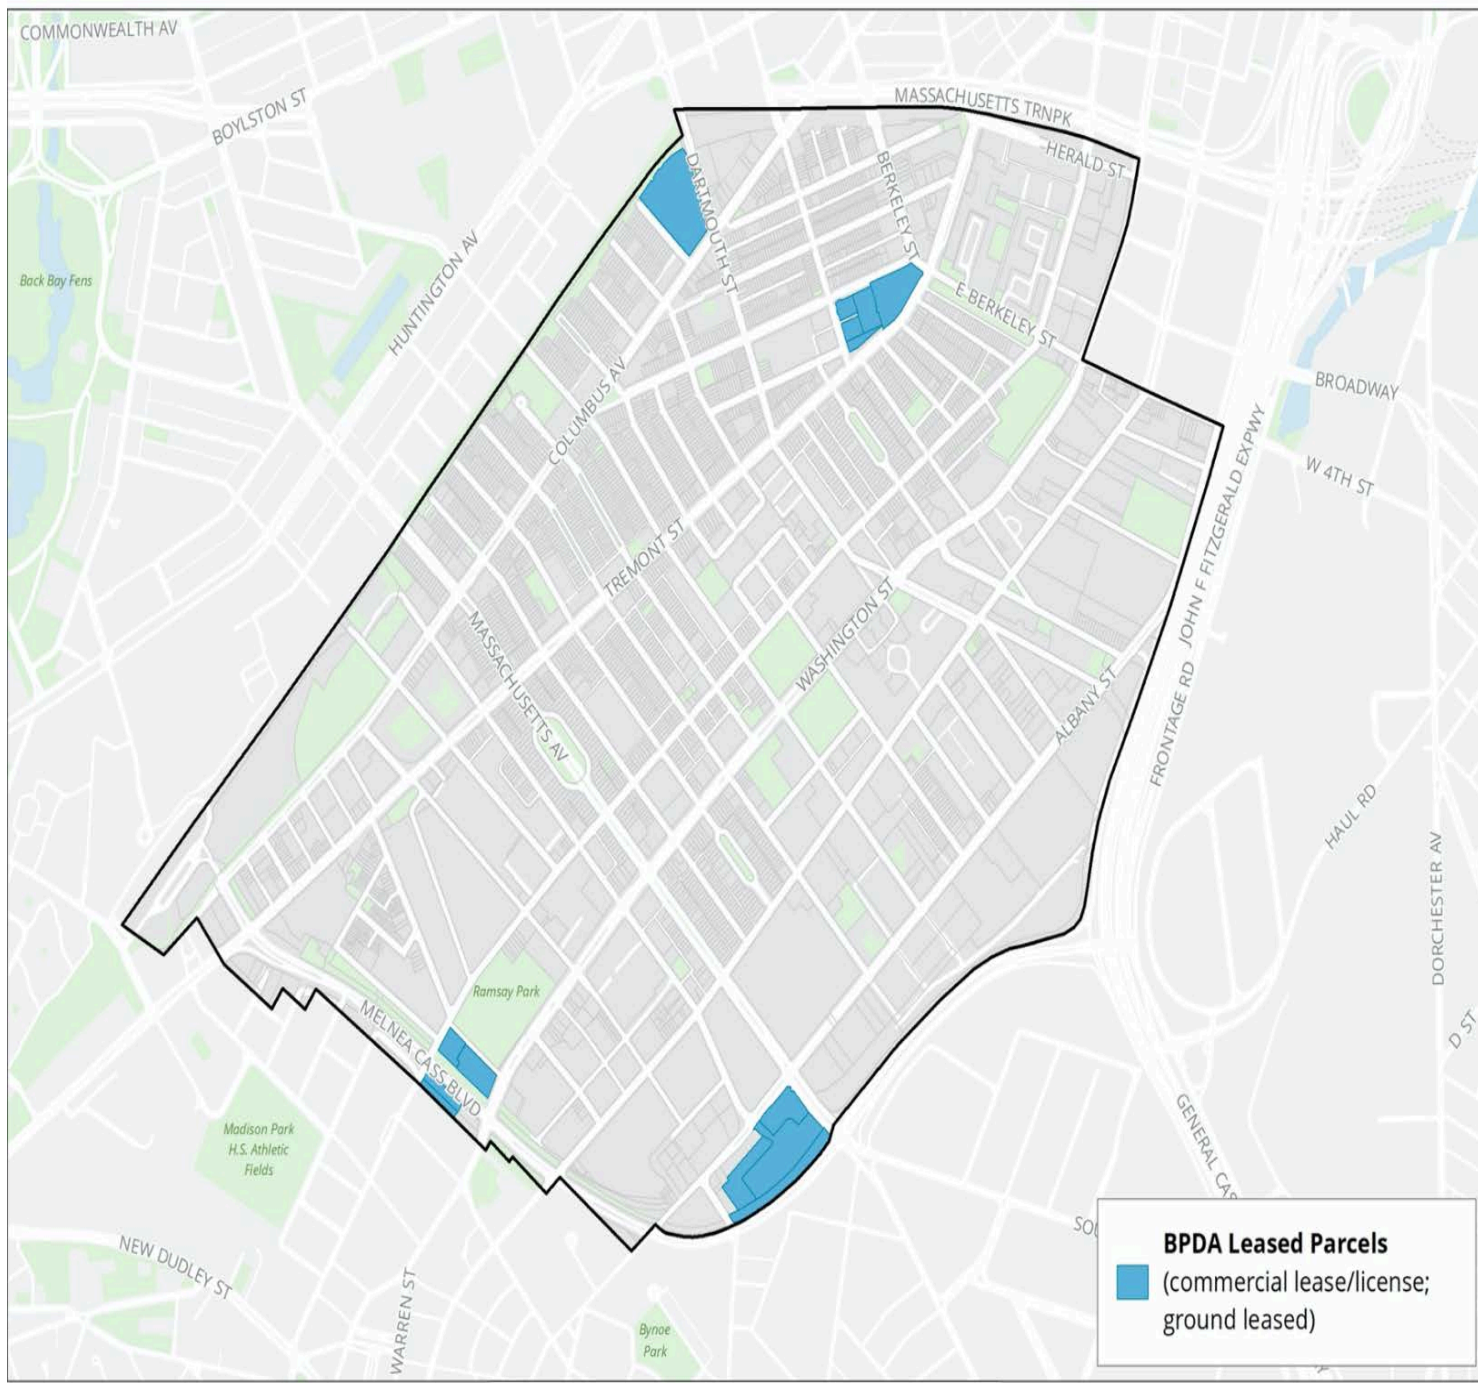 COMMONWEALTH AV
BOYLSTON ST
MASSACHUSETTS TRNPK
HERALD ST
DARTMOUTH ST
BERKELEY ST
HUNTINGTON AV
Back Bay Fens
E BERKELEY ST
BROADWAY
COLUMBUS AV
W 4TH ST
JOHN F FITZGERALD EXPWY
TREMONT ST
MASSACHUSETTS AV
WASHINGTON ST
ALBANY ST
FRONTAGE RD
HAUL RD
DORCHESTER AV
Ramsay Park
MELNEA CASS BLVD
D ST
Madison Park
H.S. Athletic
Fields
GENERAL CAS
SOU
NEW DUDLEY ST
WARREN ST
Bynoe
Park
BPDA Leased Parcels
(commercial lease/license;
ground leased)